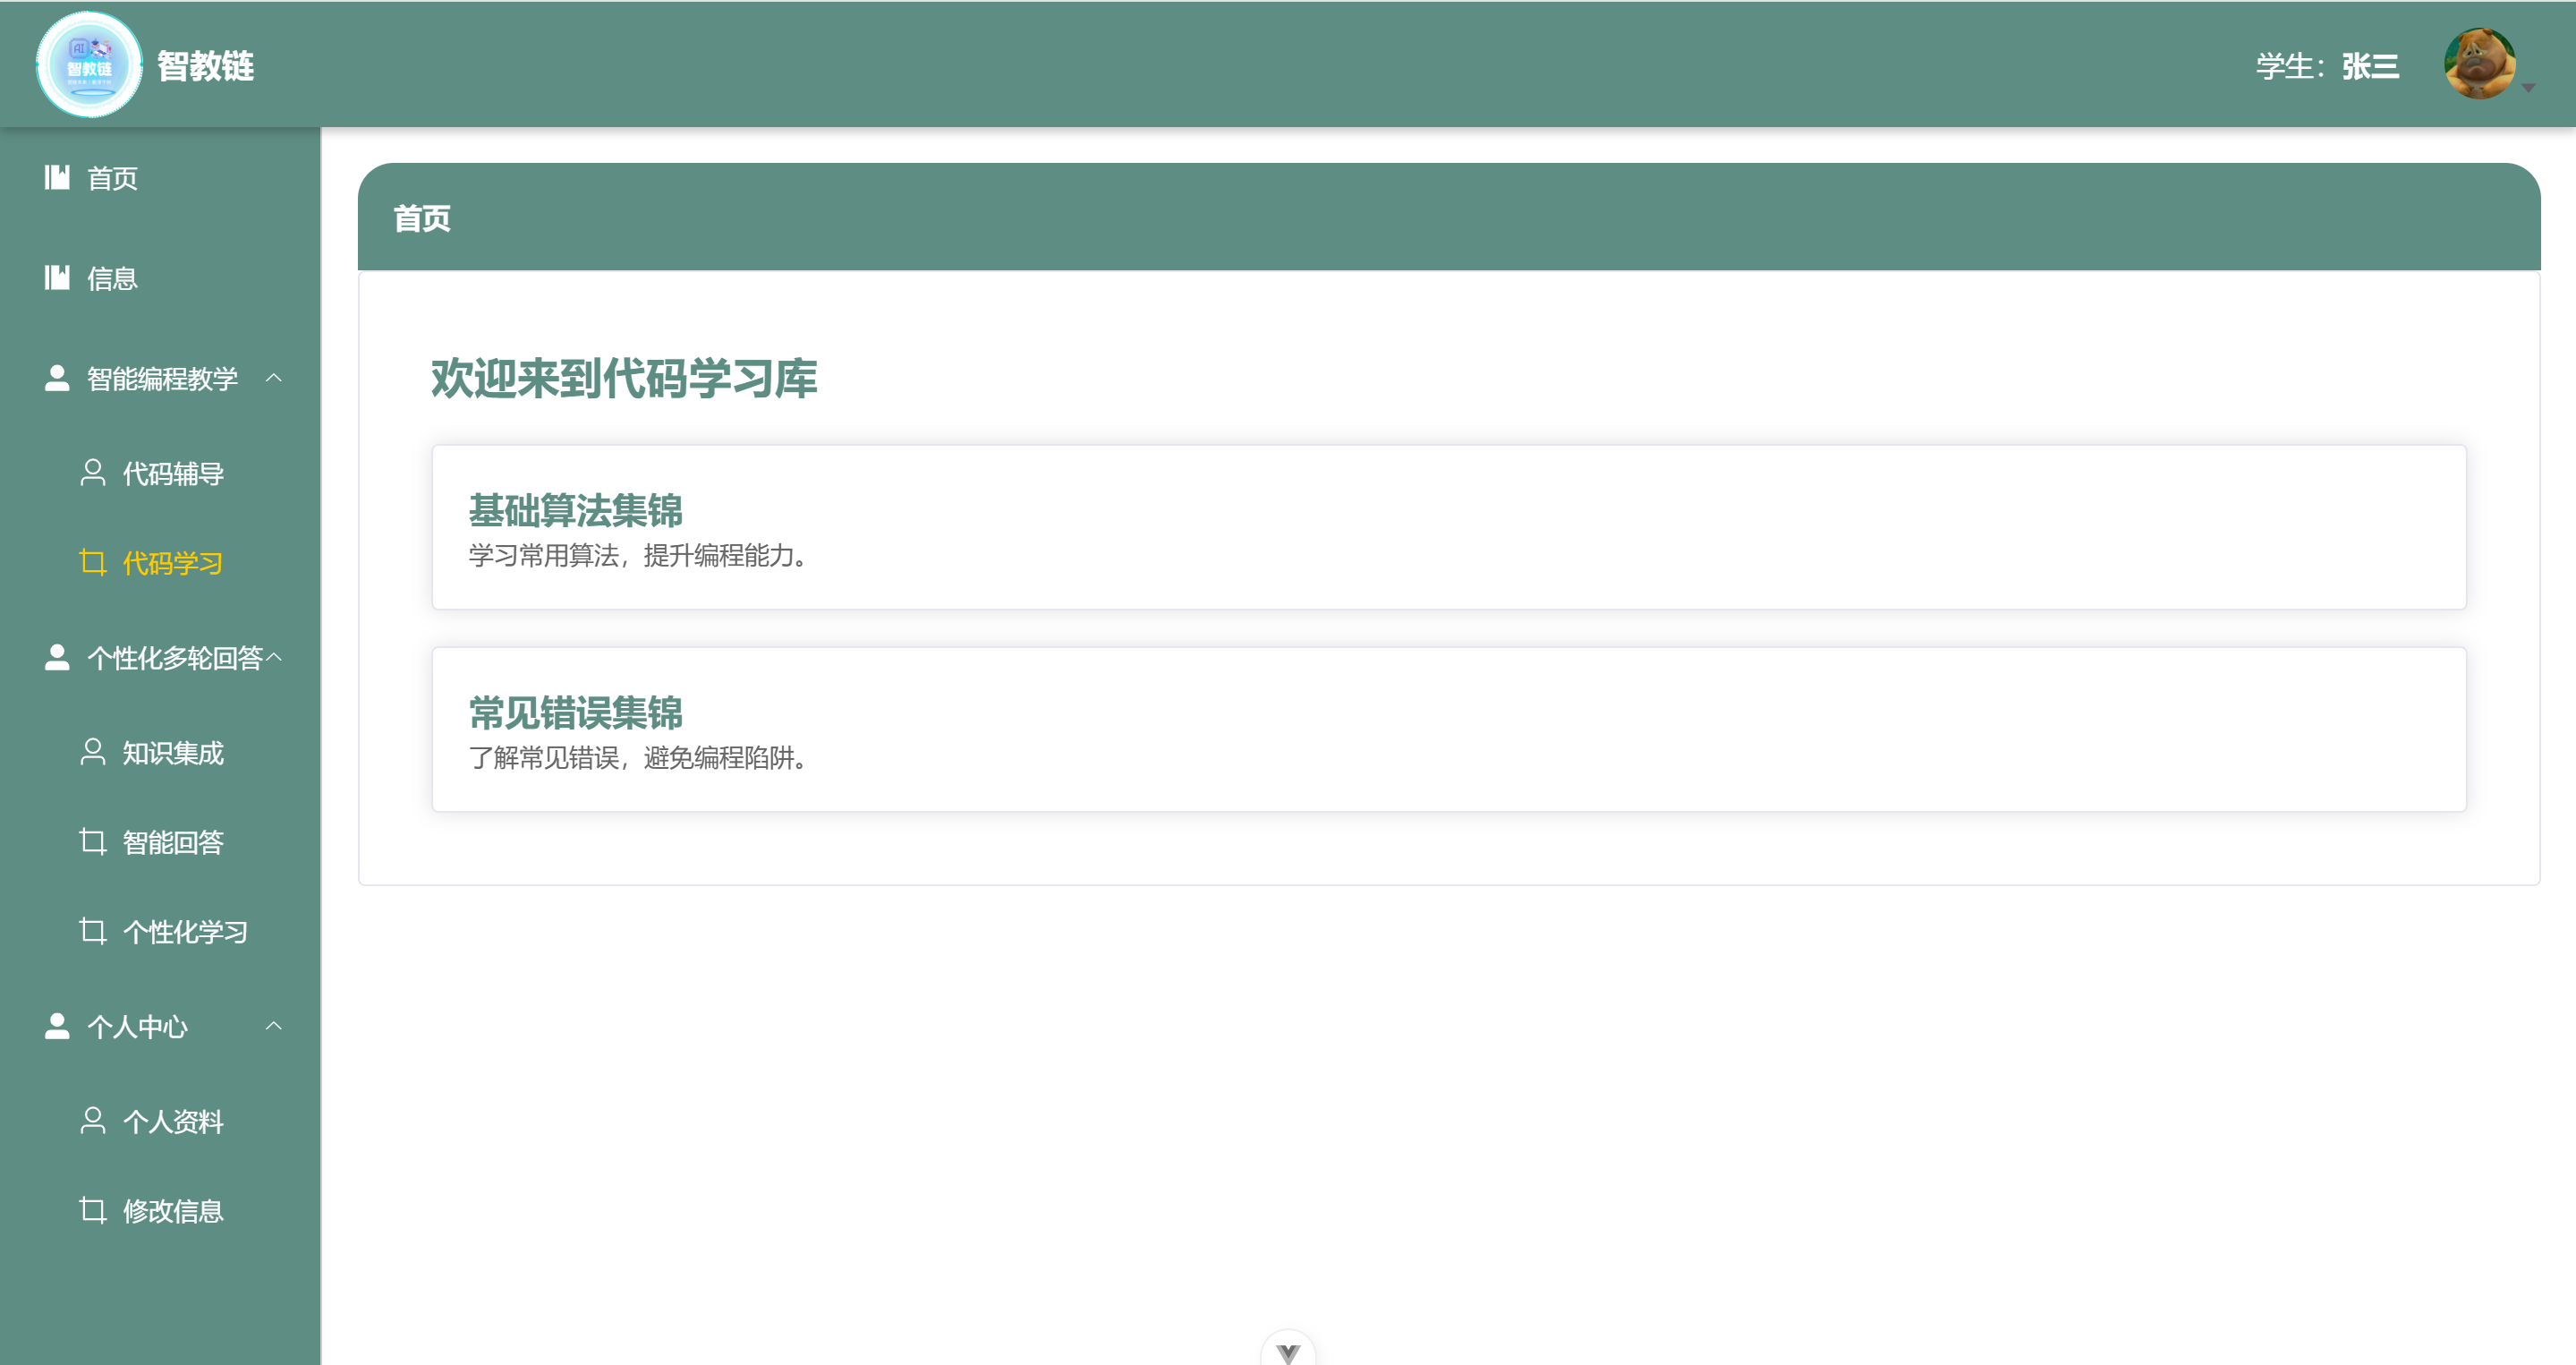 AI
智教链
智教链
学生：张三
首页
信息
智能编程教学
代码辅导
代码学习
个性化多轮回答
知识集成
智能回答
个性化学习
个人中心
个人资料
修改信息
首页
欢迎来到代码学习库
基础算法集锦
学习常用算法，提升编程能力。
常见错误集锦
了解常见错误，避免编程陷阱。